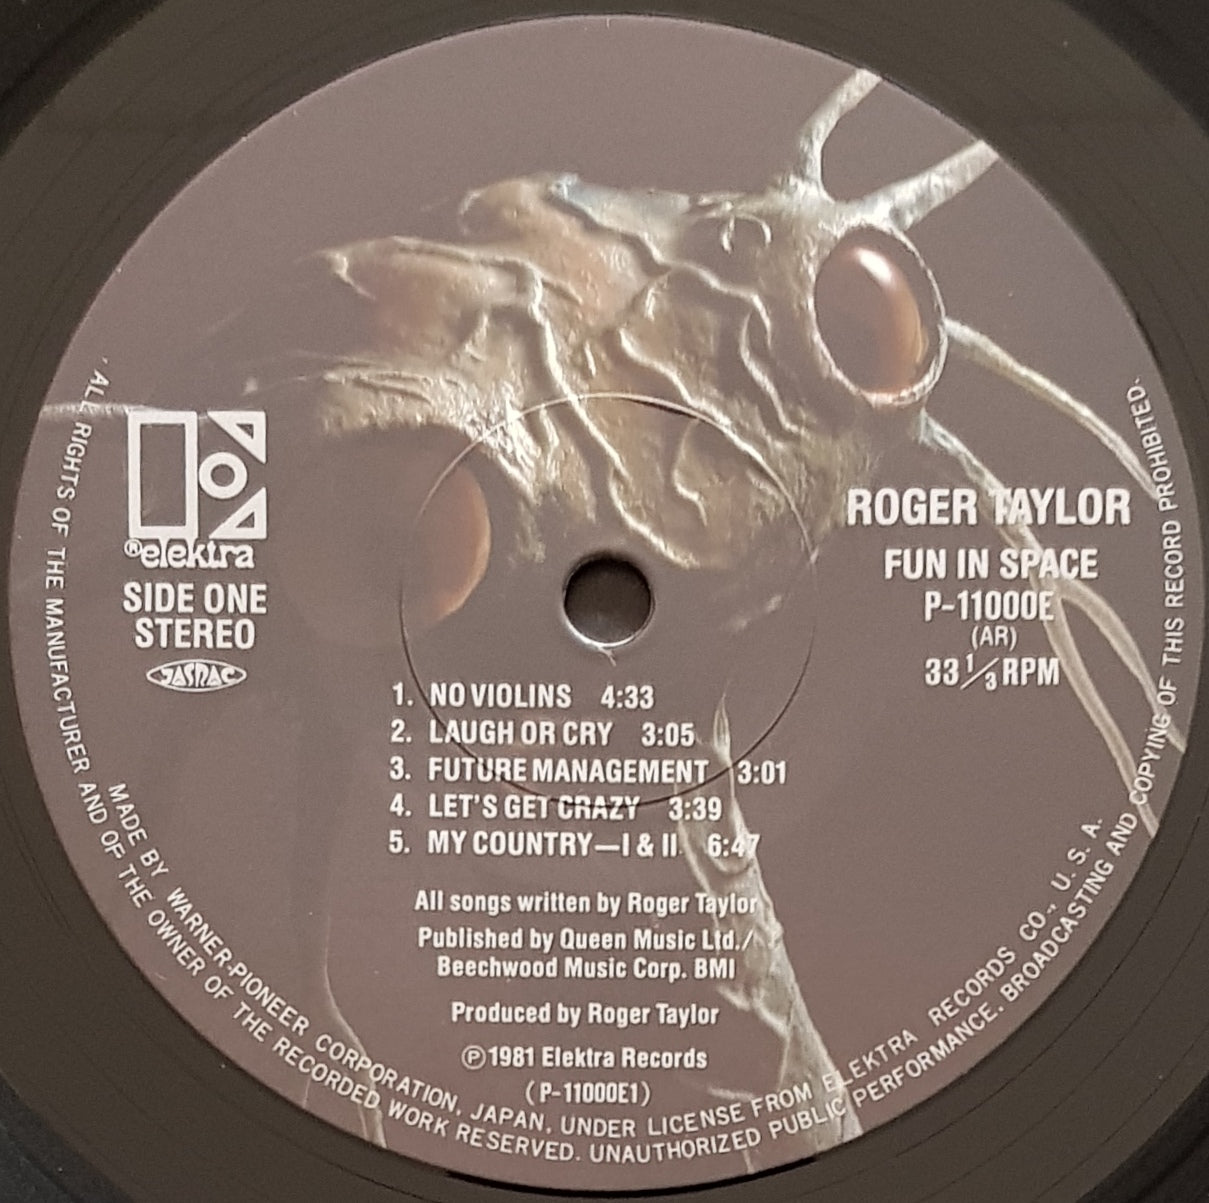 ®elektra
SIDE ONE
STEREO
JASRAC
ROGER TAYLOR
FUN IN SPACE
P-11000E
(AR)
33 1/3 RPM
1. NO VIOLINS 4:33
2. LAUGH OR CRY 3:05
3. FUTURE MANAGEMENT 3:01
4. LET'S GET CRAZY 3:39
5. MY COUNTRY—I & II 6:47
All songs written by Roger Taylor
Published by Queen Music Ltd./
Beechwood Music Corp. BMI
Produced by Roger Taylor
Ⓟ1981 Elektra Records
(P-11000E1)
MADE BY WARNER-PIONEER CORPORATION, JAPAN, UNDER LICENSE FROM ELEKTRA RECORDS CO., U. S. A.
ALL RIGHTS OF THE MANUFACTURER AND OF THE OWNER OF THE RECORDED WORK RESERVED. UNAUTHORIZED PUBLIC PERFORMANCE. BROADCASTING AND COPYING OF THIS RECORD PROHIBITED.